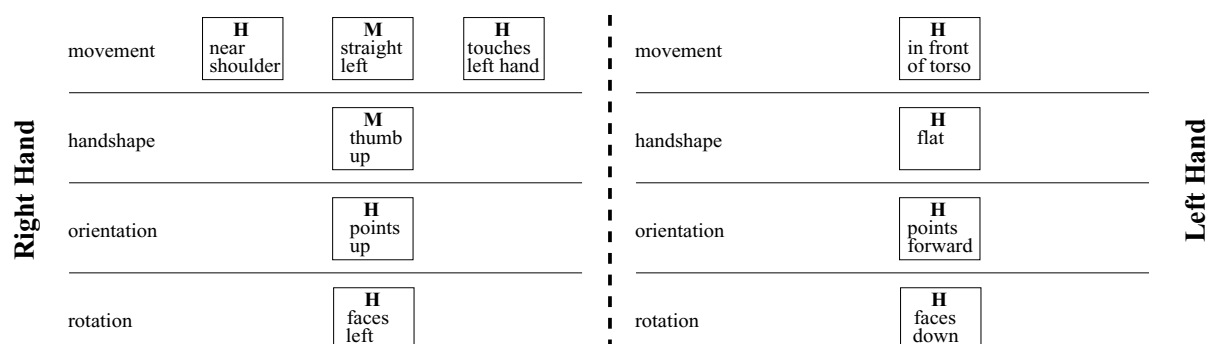 Right Hand
movement
H
near
shoulder
M
straight
left
H
touches
left hand
handshape
M
thumb
up
orientation
H
points
up
rotation
H
faces
left
movement
H
in front
of torso
handshape
H
flat
orientation
H
points
forward
rotation
H
faces
down
Left Hand